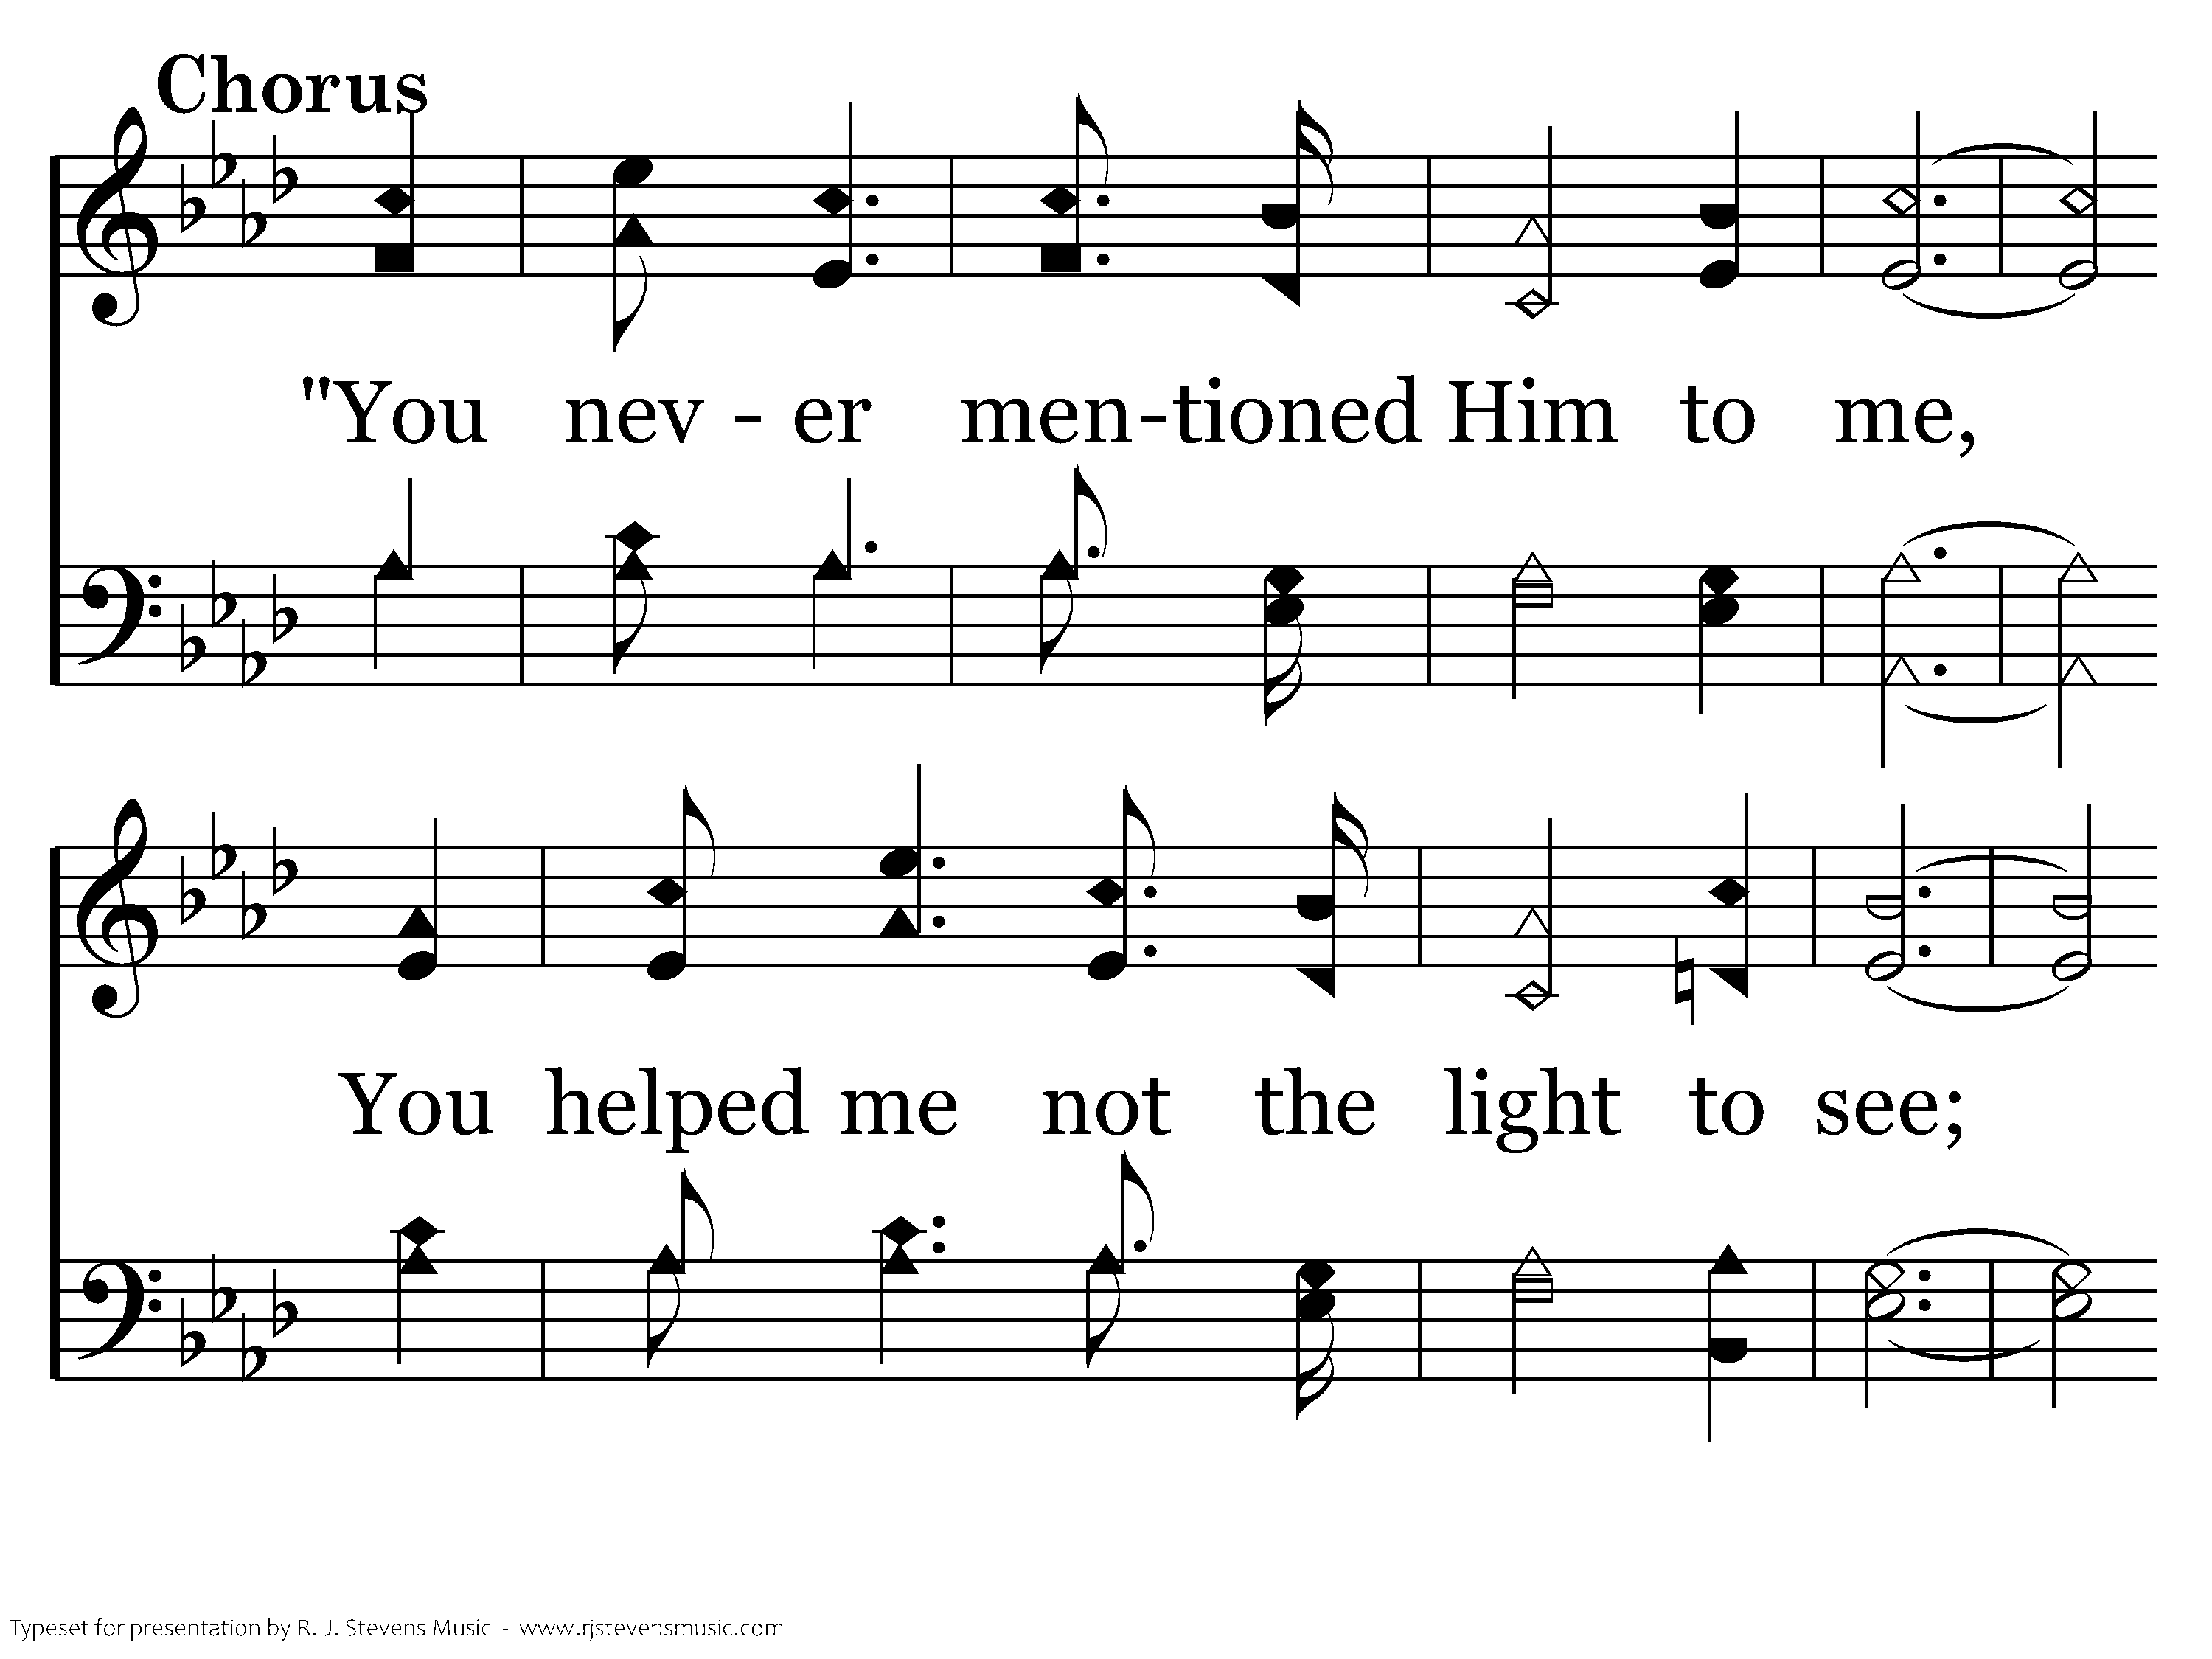 Chorus
"You nev - er men-tioned Him to me,
You helped me not the light to see;
Typeset for presentation by R. J. Stevens Music - www.rjstevensmusic.com